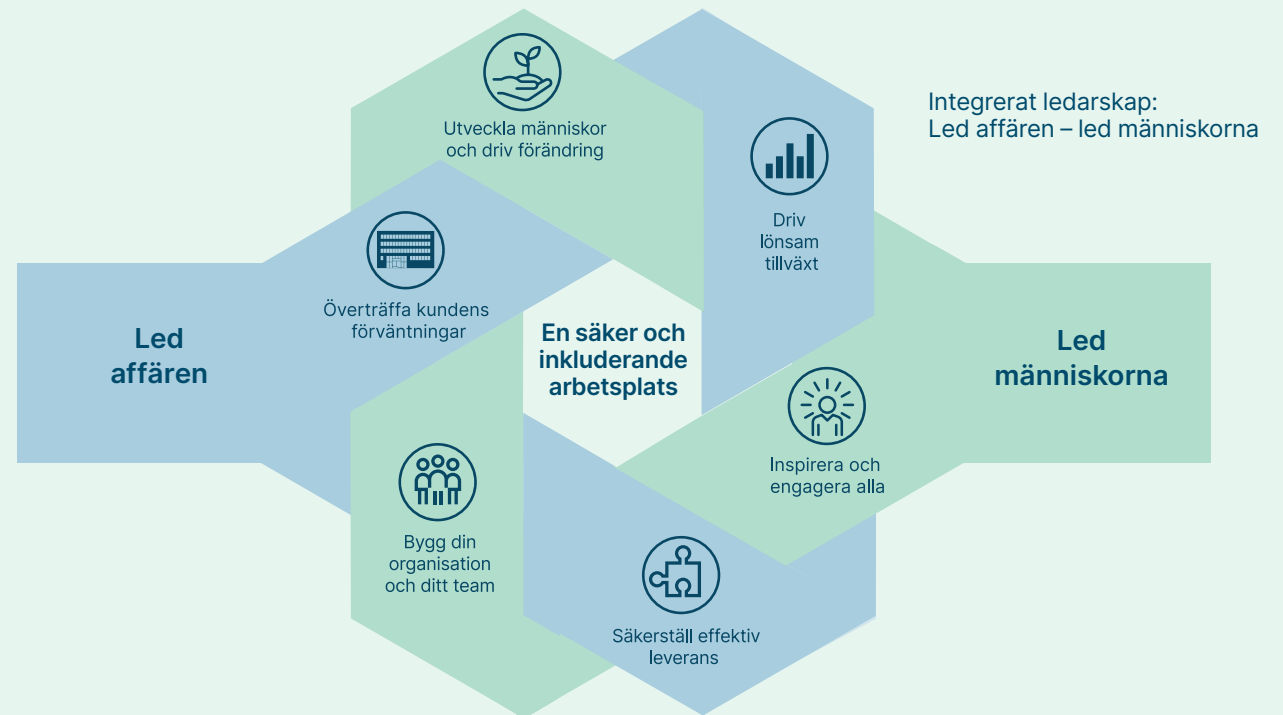 Integrerat ledarskap:
Led affären – led människorna
Utveckla människor
och driv förändring
Driv
lönsam
tillväxt
Överträffa kundens
förväntningar
Led
affären
En säker och
inkluderande
arbetsplats
Led
människorna
Inspirera och
engagera alla
Bygg din
organisation
och ditt team
Säkerställ effektiv
leverans